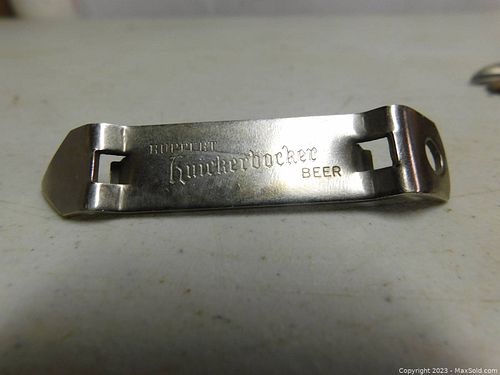 RUPPERT
Knickerbocker
BEER
Copyright 2023 - MaxSold.com